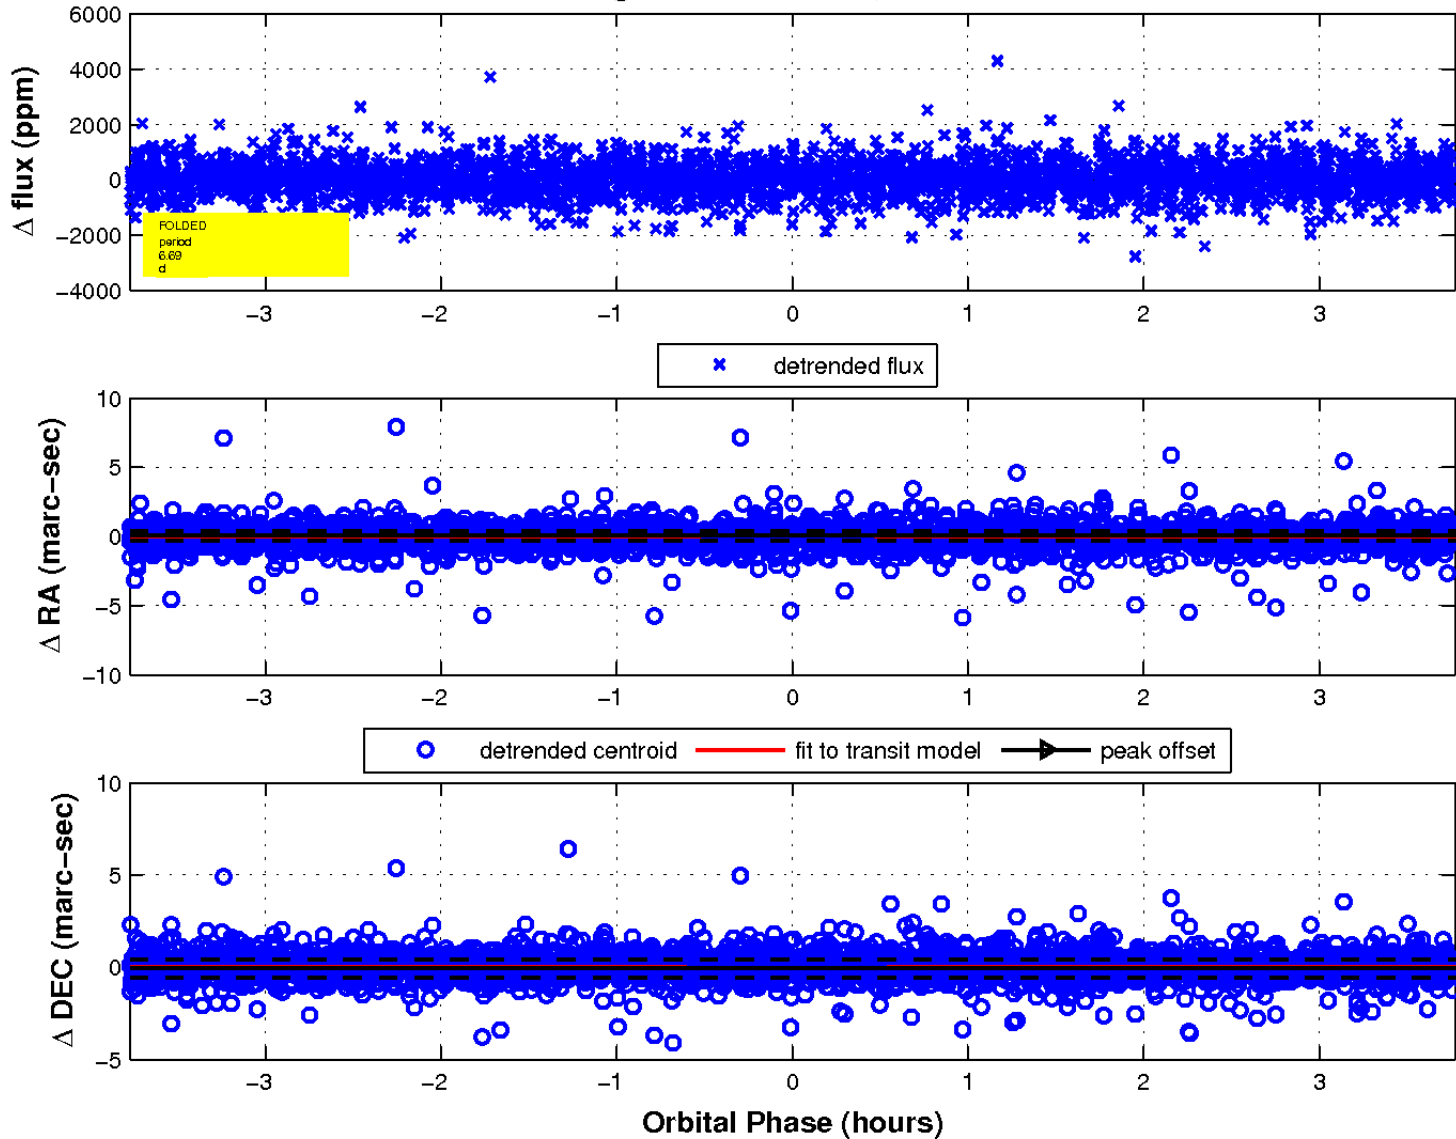 6000
4000
2000
0
−2000
−4000
Δ flux (ppm)
FOLDED
period
6.69
d
−3 −2 −1 0 1 2 3
× detrended flux
10
5
0
−5
−10
Δ RA (marc−sec)
−3 −2 −1 0 1 2 3
detrended centroid fit to transit model peak offset
10
5
0
−5
Δ DEC (marc−sec)
−3 −2 −1 0 1 2 3
Orbital Phase (hours)